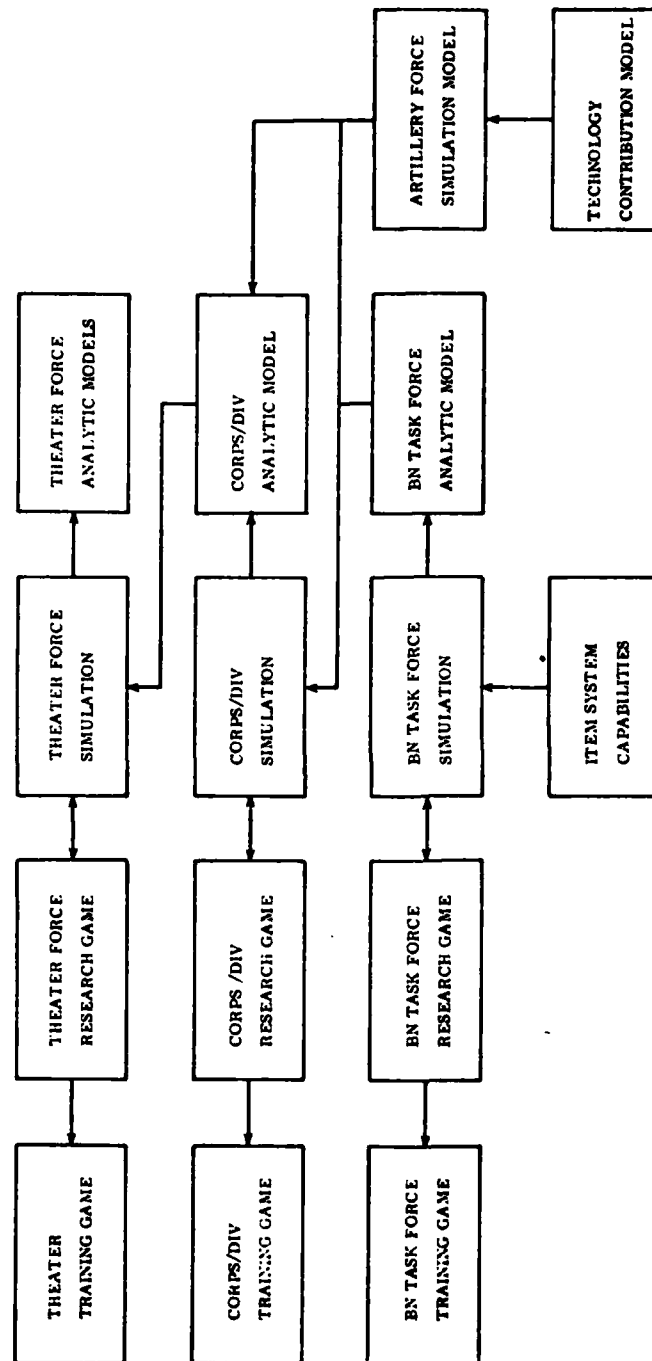 THEATER
TRAINING GAME
THEATER FORCE
RESEARCH GAME
THEATER FORCE
SIMULATION
THEATER FORCE
ANALYTIC MODELS
CORPS/DIV
TRAINING GAME
CORPS /DIV
RESEARCH GAME
CORPS/DIV
SIMULATION
CORPS/DIV
ANALYTIC MODEL
ARTILLERY FORCE
SIMULATION MODEL
BN TASK FORCE
TRAINING GAME
BN TASK FORCE
RESEARCH GAME
BN TASK FORCE
SIMULATION
BN TASK FORCE
ANALYTIC MODEL
ITEM SYSTEM
CAPABILITIES
TECHNOLOGY
CONTRIBUTION MODEL